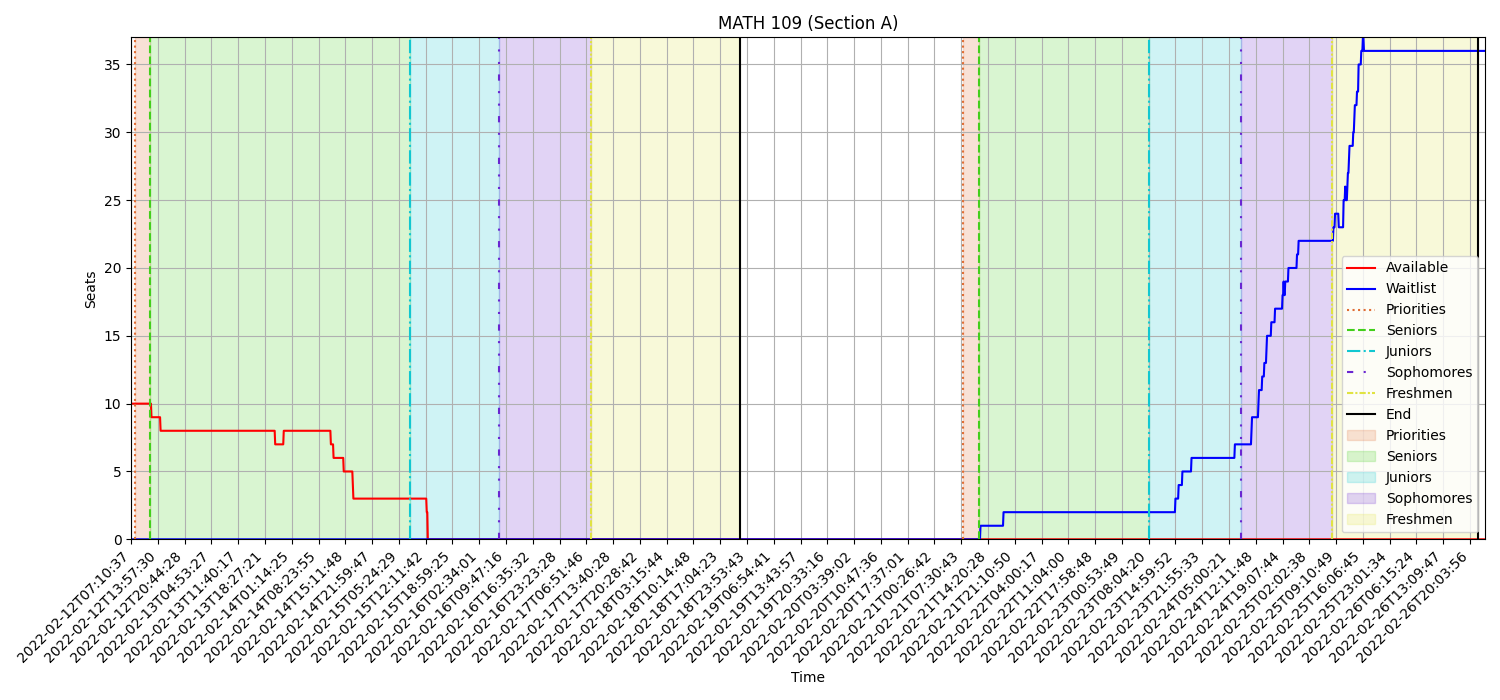 MATH 109 (Section A)
Seats
35
30
25
20
15
10
5
0
Available
Waitlist
Priorities
Seniors
Juniors
Sophomores
Freshmen
End
Priorities
Seniors
Juniors
Sophomores
Freshmen
2022-02-12T07:10:37
2022-02-12T13:57:30
2022-02-12T20:44:28
2022-02-13T04:53:27
2022-02-13T11:40:17
2022-02-13T18:27:21
2022-02-14T01:14:25
2022-02-14T08:23:55
2022-02-14T15:11:48
2022-02-14T21:59:47
2022-02-15T05:24:29
2022-02-15T12:11:42
2022-02-15T18:59:25
2022-02-16T02:34:01
2022-02-16T09:47:16
2022-02-16T16:35:32
2022-02-16T23:23:28
2022-02-17T06:51:46
2022-02-17T13:40:28
2022-02-17T20:28:42
2022-02-18T03:15:44
2022-02-18T10:14:48
2022-02-18T17:04:23
2022-02-18T23:53:43
2022-02-19T06:54:41
2022-02-19T13:43:57
2022-02-19T20:33:16
2022-02-20T03:39:02
2022-02-20T10:47:36
2022-02-20T17:37:01
2022-02-21T00:26:42
2022-02-21T07:30:43
2022-02-21T14:20:28
2022-02-21T21:10:50
2022-02-22T04:00:17
2022-02-22T11:04:00
2022-02-22T17:58:48
2022-02-23T00:53:49
2022-02-23T08:04:20
2022-02-23T14:59:52
2022-02-23T21:55:33
2022-02-24T05:00:21
2022-02-24T12:11:48
2022-02-24T19:07:44
2022-02-25T02:02:38
2022-02-25T09:10:49
2022-02-25T16:06:45
2022-02-25T23:01:34
2022-02-26T06:15:24
2022-02-26T13:09:47
2022-02-26T20:03:56
Time